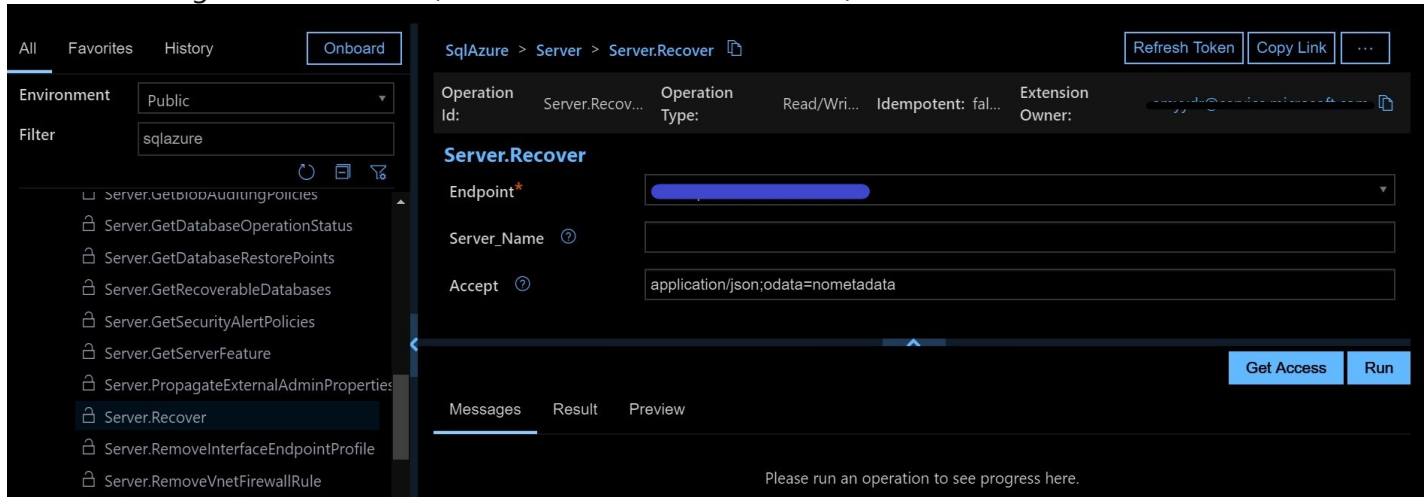 All Favorites History Onboard
Environment Public
Filter sqlazure
Server.GetBlobAuditingPolicies
Server.GetDatabaseOperationStatus
Server.GetDatabaseRestorePoints
Server.GetRecoverableDatabases
Server.GetSecurityAlertPolicies
Server.GetServerFeature
Server.PropagateExternalAdminProperties
Server.Recover
Server.RemoveInterfaceEndpointProfile
Server.RemoveVnetFirewallRule
SqlAzure > Server > Server.Recover Refresh Token Copy Link ...
Operation Id: Server.Recov... Operation Type: Read/Wri... Idempotent: fal... Extension Owner:
Server.Recover
Endpoint*
Server_Name
Accept application/json;odata=nometadata
Get Access Run
Messages Result Preview
Please run an operation to see progress here.